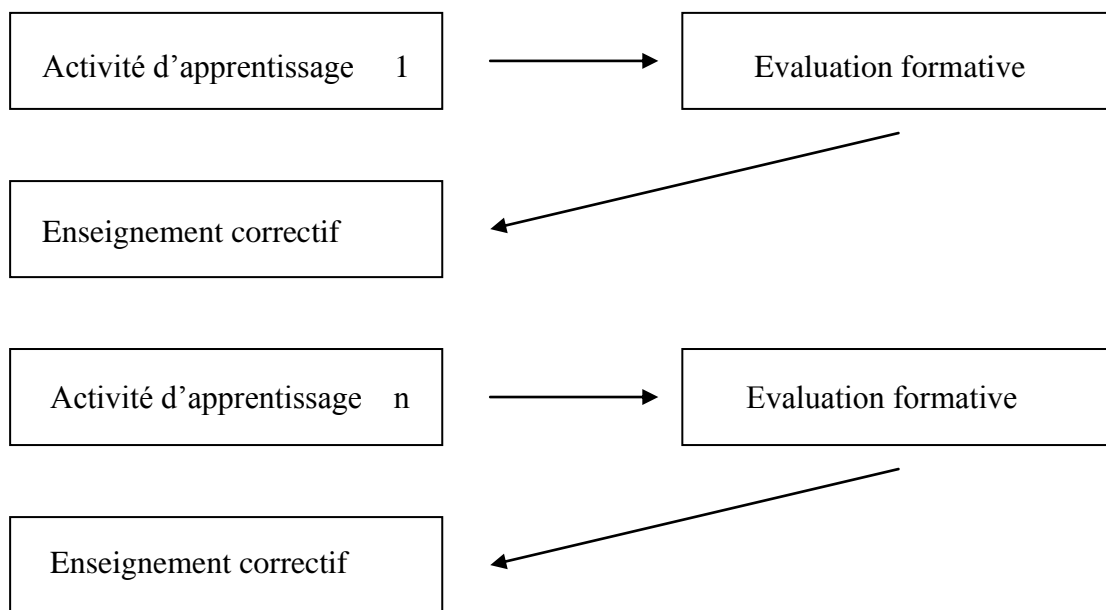 Activité d’apprentissage 1
Evaluation formative
Enseignement correctif
Activité d’apprentissage n
Evaluation formative
Enseignement correctif